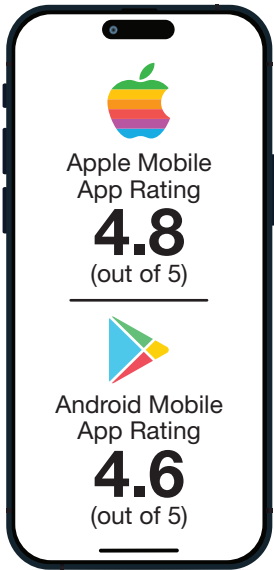 Apple Mobile
App Rating
4.8
(out of 5)
Android Mobile
App Rating
4.6
(out of 5)